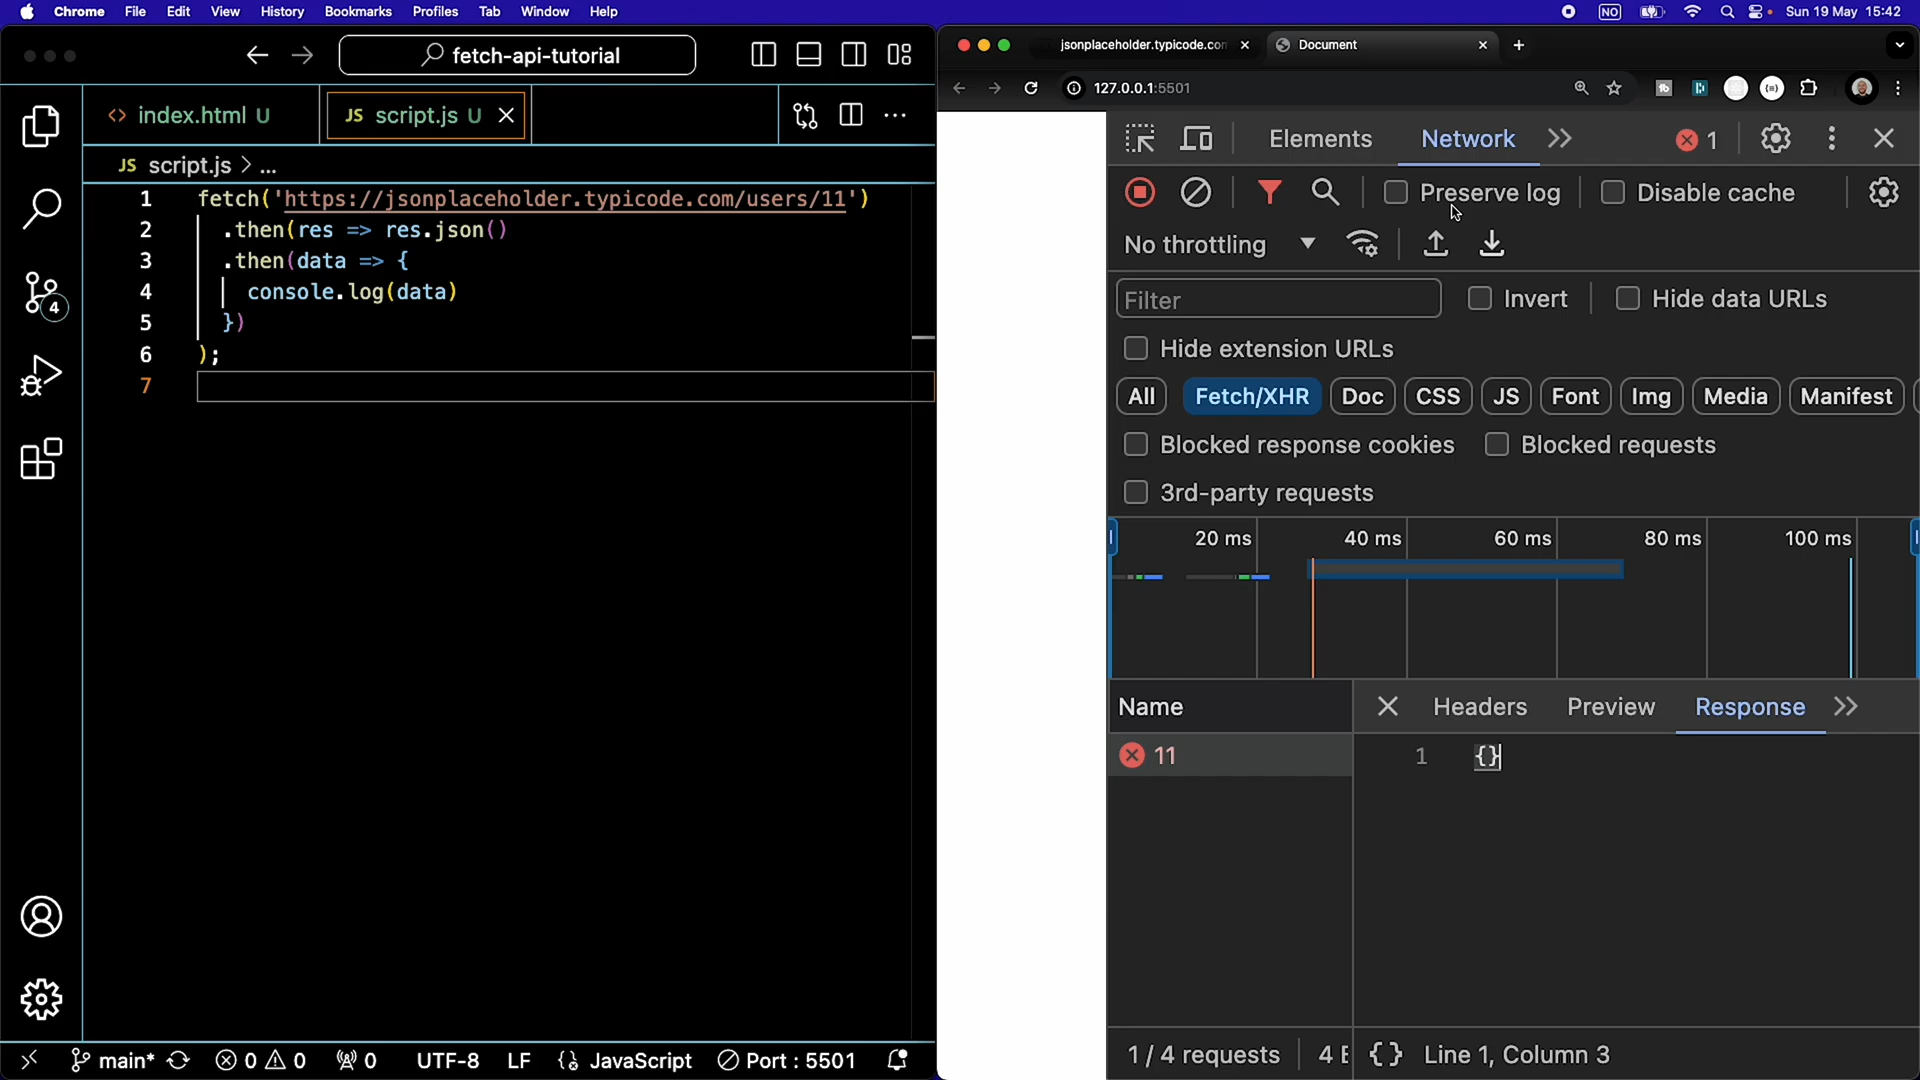 Chrome File Edit View History Bookmarks Profiles Tab Window Help NO Sun 19 May 15:42
fetch-api-tutorial
jsonplaceholder.typicode.com Document
127.0.0.1:5501
index.html U JS script.js U
JS script.js > ...
1 fetch('https://jsonplaceholder.typicode.com/users/11')
2 .then(res => res.json()
3 .then(data => {
4 console.log(data)
5 })
6 );
7
4
main* 0 0 0 UTF-8 LF JavaScript Port : 5501
Elements Network 1
Preserve log Disable cache
No throttling
Filter Invert Hide data URLs
Hide extension URLs
All Fetch/XHR Doc CSS JS Font Img Media Manifest
Blocked response cookies Blocked requests
3rd-party requests
20 ms 40 ms 60 ms 80 ms 100 ms
Name Headers Preview Response
11 1 {}
1 / 4 requests 4 {} Line 1, Column 3